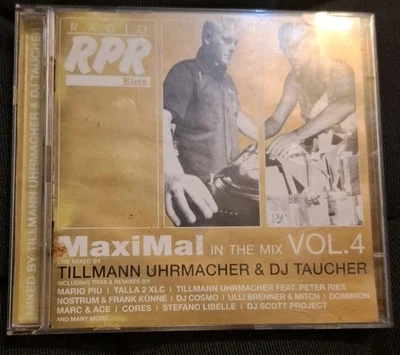 RADIO
RPR
Eins
MaxiMal IN THE MIX VOL.4
LIVE MIXED BY
TILLMANN UHRMACHER & DJ TAUCHER
INCLUDING TRAX & REMIXES BY
MARIO PIU | TALLA 2 XLC | TILLMANN UHRMACHER FEAT. PETER RIES
NOSTRUM & FRANK KÜNNE | DJ COSMO | ULLI BRENNER & MITCH | DOMINION
MARC & ACE | CORES | STEFANO LIBELLE | DJ SCOTT PROJECT
AND MANY MORE
MIXED BY TILLMANN UHRMACHER & DJ TAUCHER